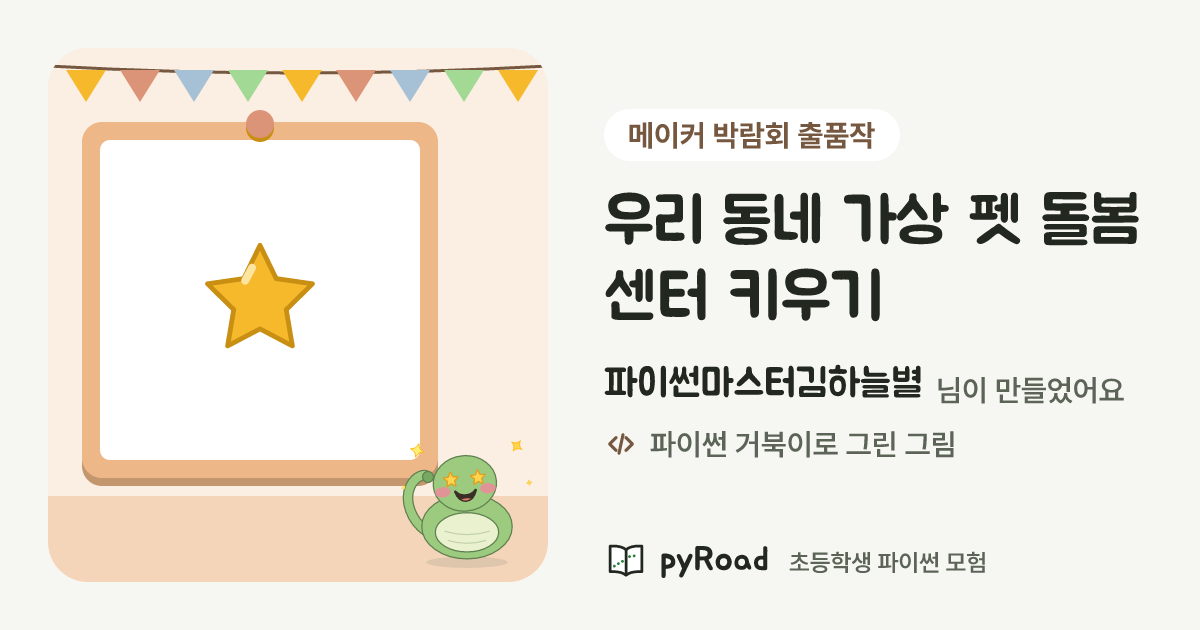 메이커 박람회 출품작
우리 동네 가상 펫 돌봄
센터 키우기
파이썬마스터김하늘별 님이 만들었어요
</> 파이썬 거북이로 그린 그림
pyRoad 초등학생 파이썬 모험